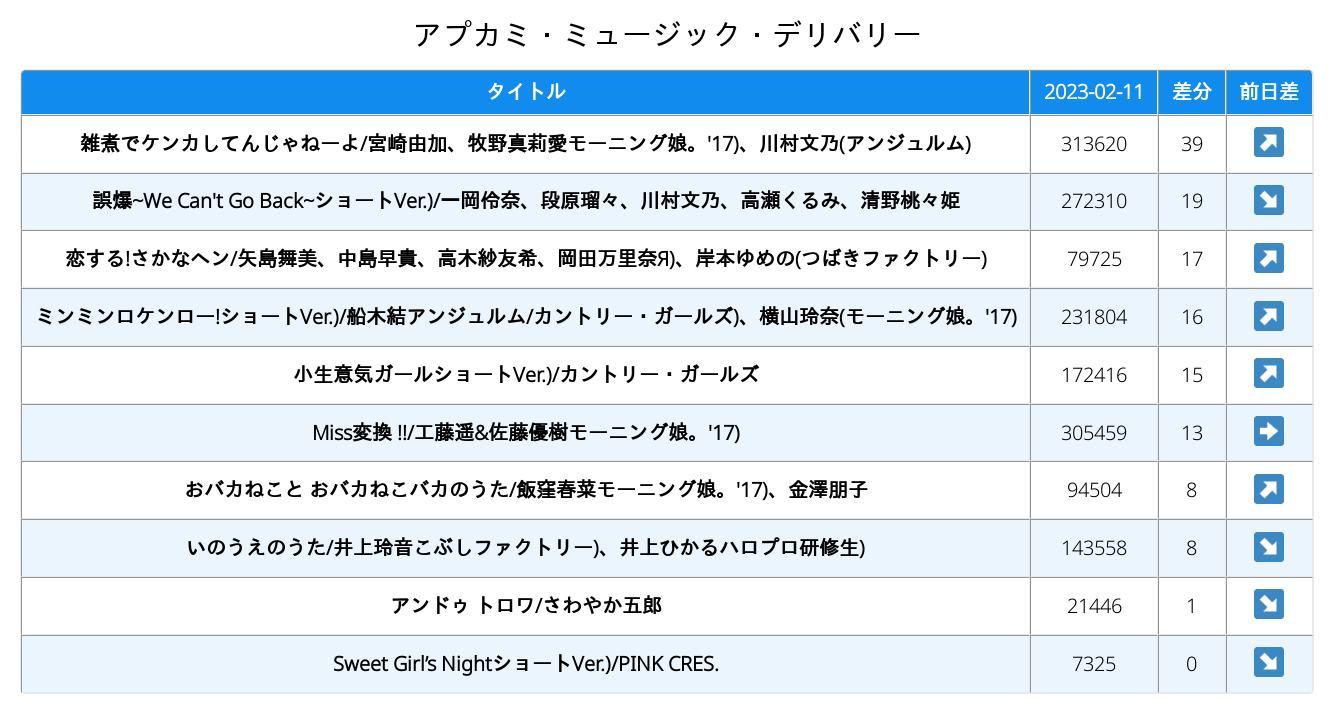 アプカミ・ミュージック・デリバリー
タイトル 2023-02-11 差分 前日差
雑煮でケンカしてんじゃねーよ/宮崎由加、牧野真莉愛モーニング娘。'17)、川村文乃(アンジュルム) 313620 39
誤爆~We Can't Go Back~ショートVer.)/一岡伶奈、段原瑠々、川村文乃、高瀬くるみ、清野桃々姫 272310 19
恋する!さかなヘン/矢島舞美、中島早貴、高木紗友希、岡田万里奈Я)、岸本ゆめの(つばきファクトリー) 79725 17
ミンミンロケンロー!ショートVer.)/船木結アンジュルム/カントリー・ガールズ)、横山玲奈(モーニング娘。'17) 231804 16
小生意気ガールショートVer.)/カントリー・ガールズ 172416 15
Miss変換 !!/工藤遥&佐藤優樹モーニング娘。'17) 305459 13
おバカねこと おバカねこバカのうた/飯窪春菜モーニング娘。'17)、金澤朋子 94504 8
いのうえのうた/井上玲音こぶしファクトリー)、井上ひかるハロプロ研修生) 143558 8
アンドゥ トロワ/さわやか五郎 21446 1
Sweet Girl’s NightショートVer.)/PINK CRES. 7325 0